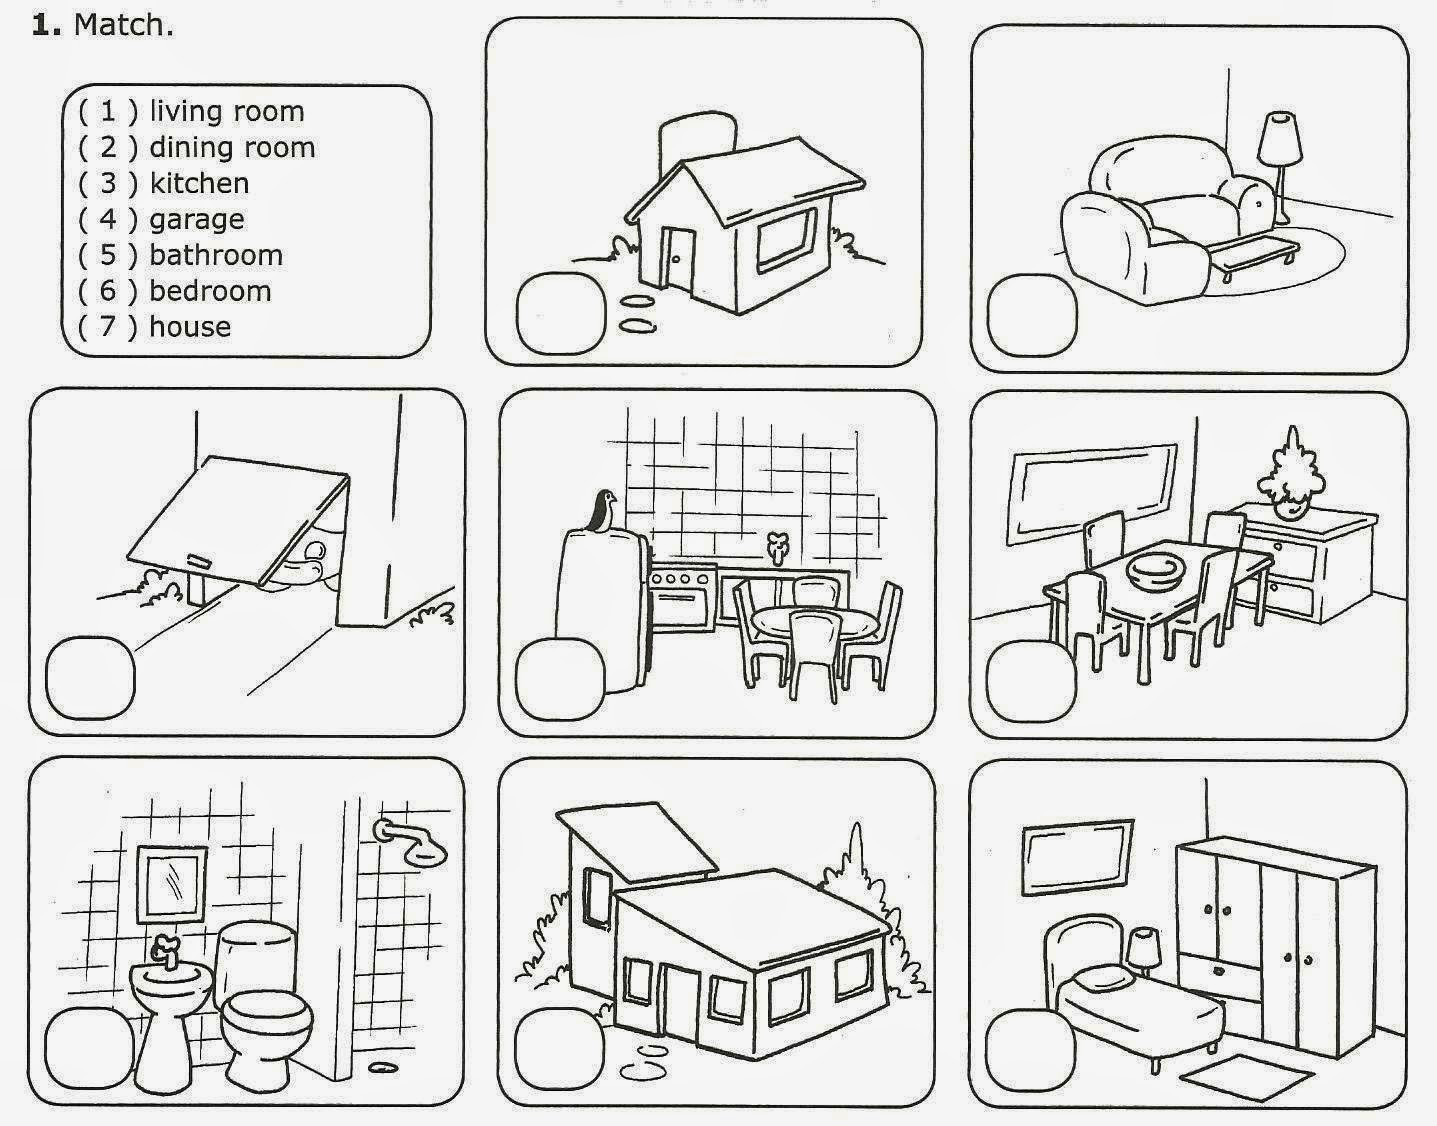 1. Match.
( 1 ) living room
( 2 ) dining room
( 3 ) kitchen
( 4 ) garage
( 5 ) bathroom
( 6 ) bedroom
( 7 ) house